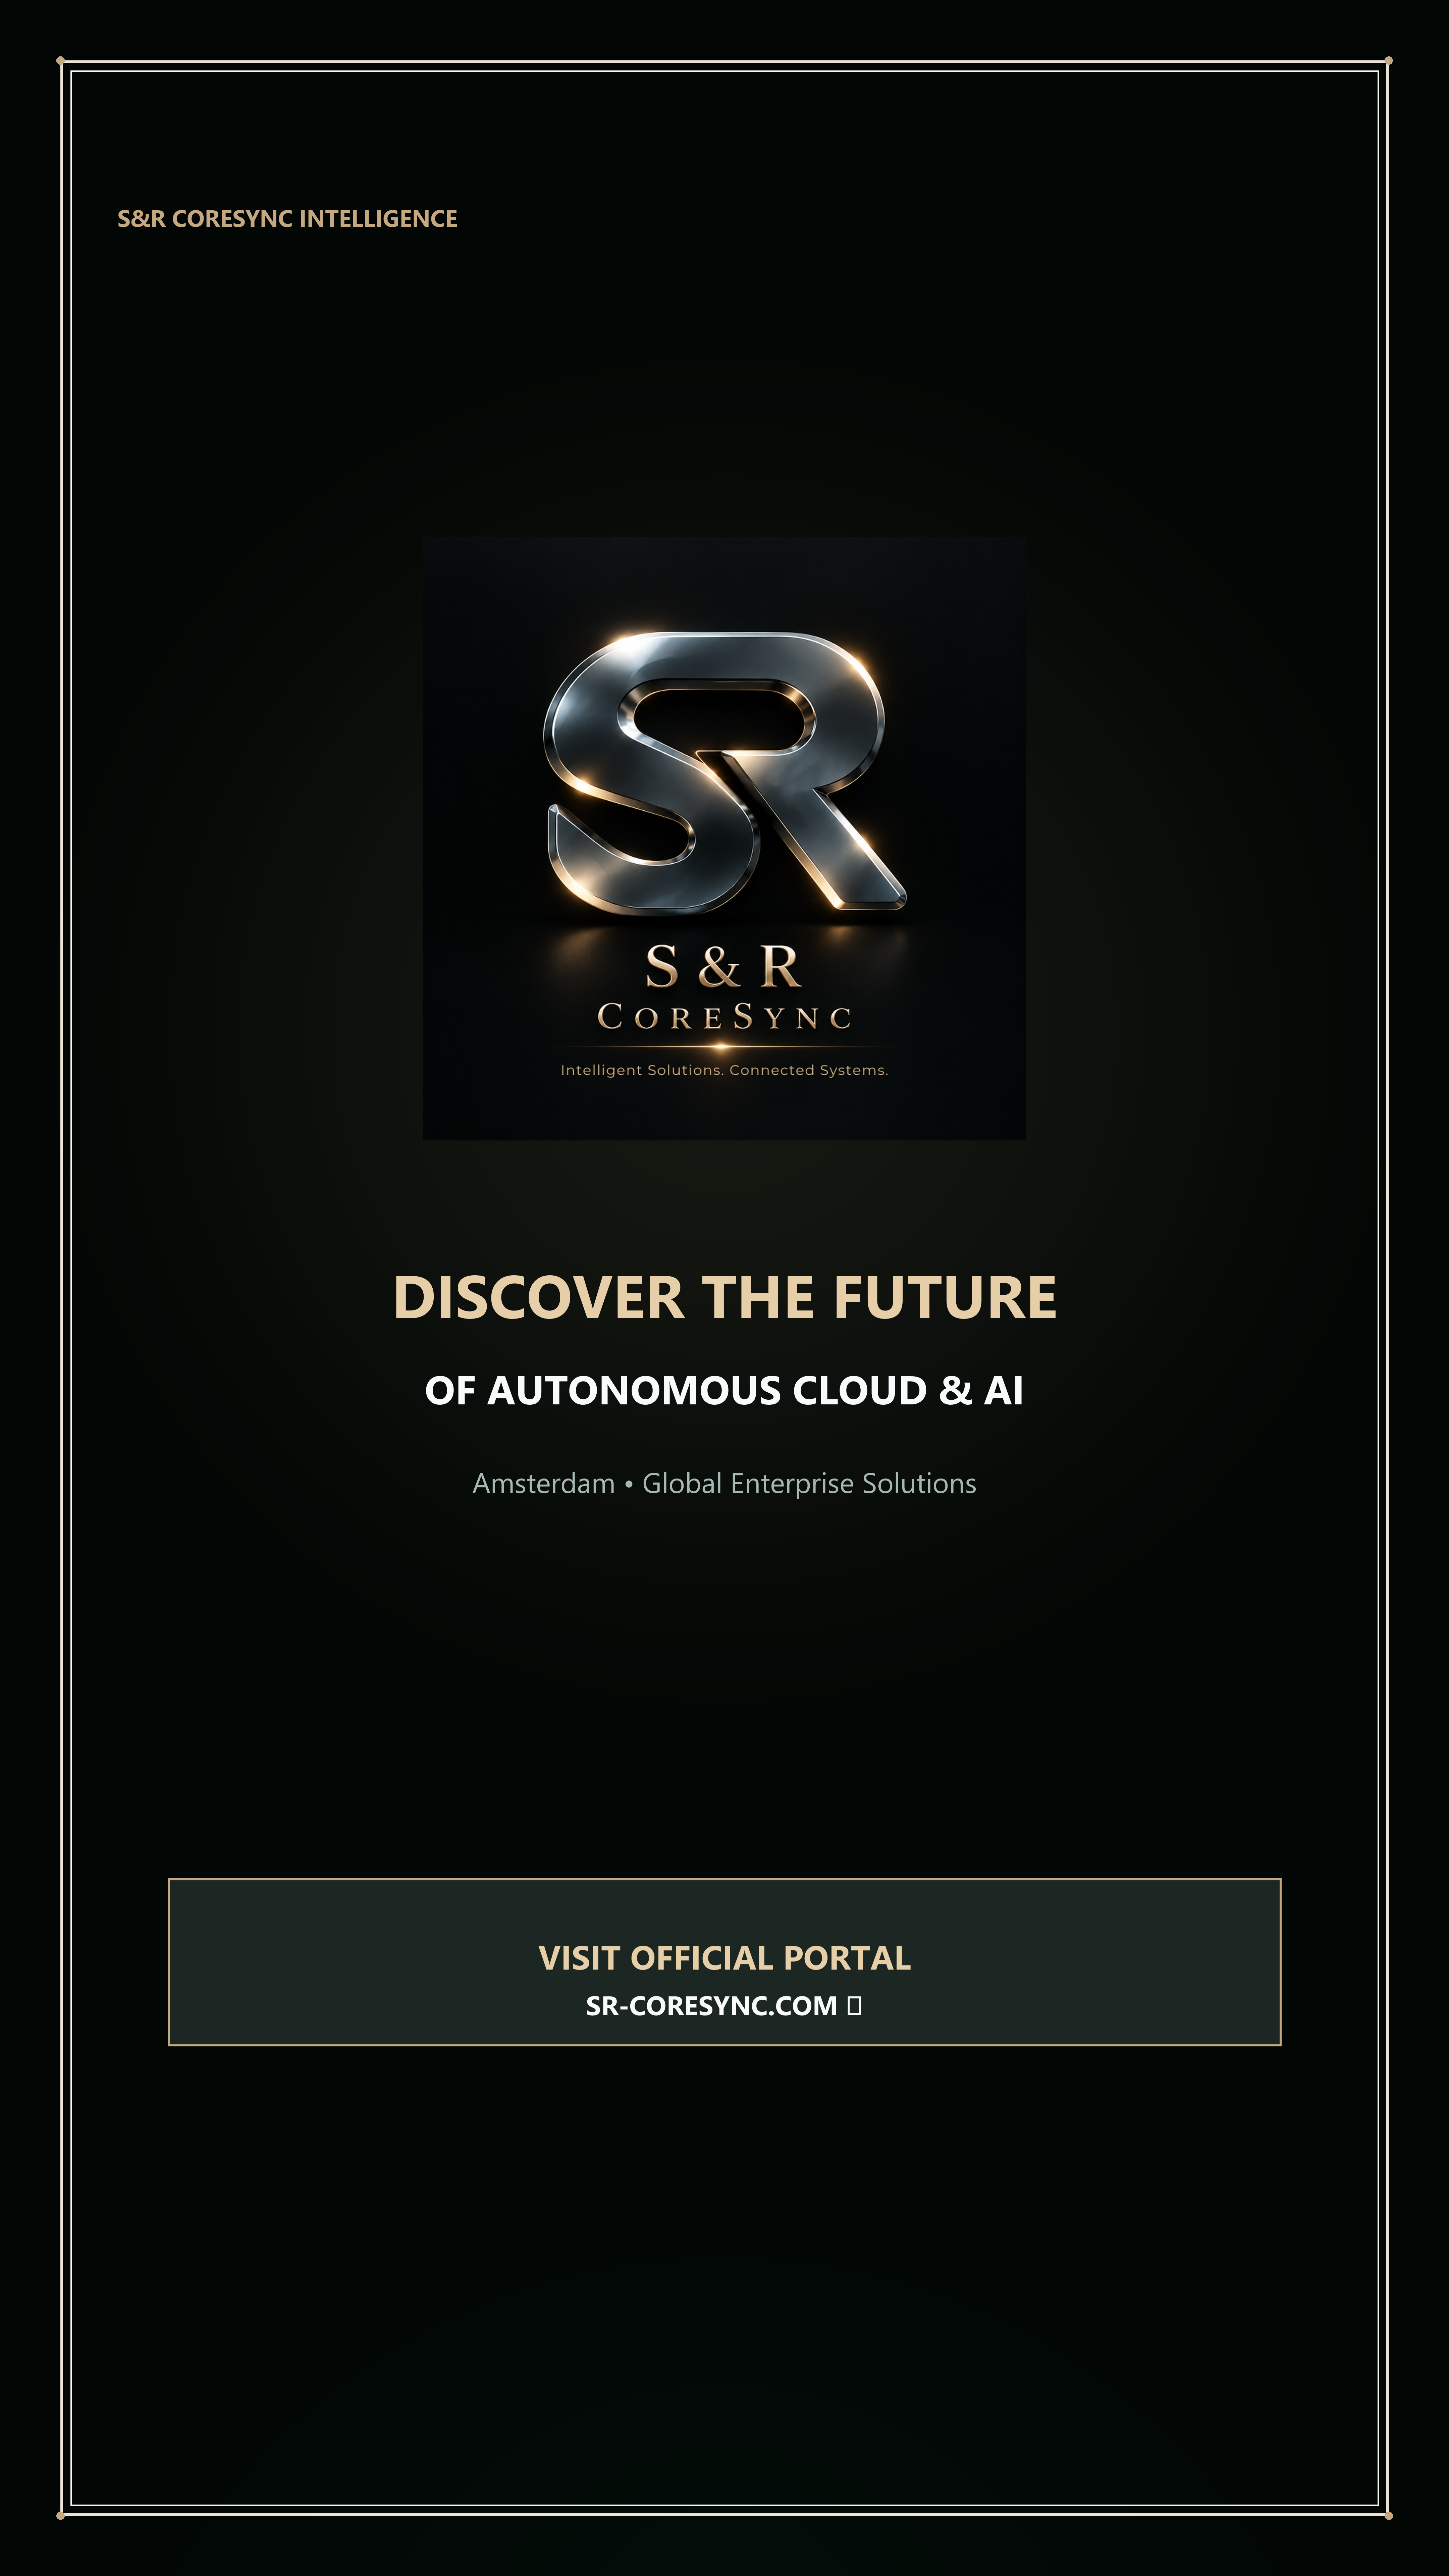 S&R CORESYNC INTELLIGENCE
SR
S & R
CORESYNC
Intelligent Solutions. Connected Systems.
DISCOVER THE FUTURE
OF AUTONOMOUS CLOUD & AI
Amsterdam • Global Enterprise Solutions
VISIT OFFICIAL PORTAL
SR-CORESYNC.COM